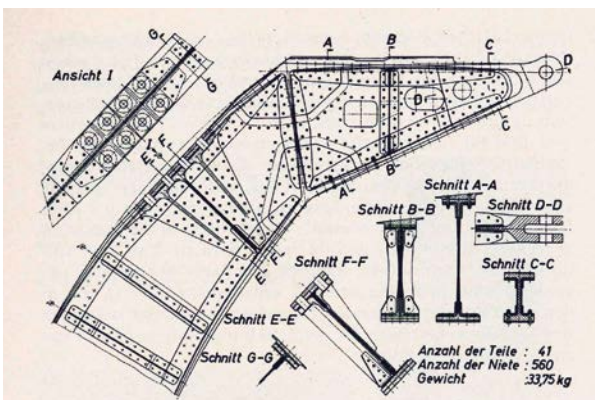 Ansicht I
G
G
A
B
C
D
D
C
I
E
F
A
B
E
F
Schnitt A-A
Schnitt B-B
Schnitt D-D
Schnitt F-F
Schnitt C-C
Schnitt E-E
Schnitt G-G
Anzahl der Teile : 41
Anzahl der Niete : 560
Gewicht : 33,75 kg